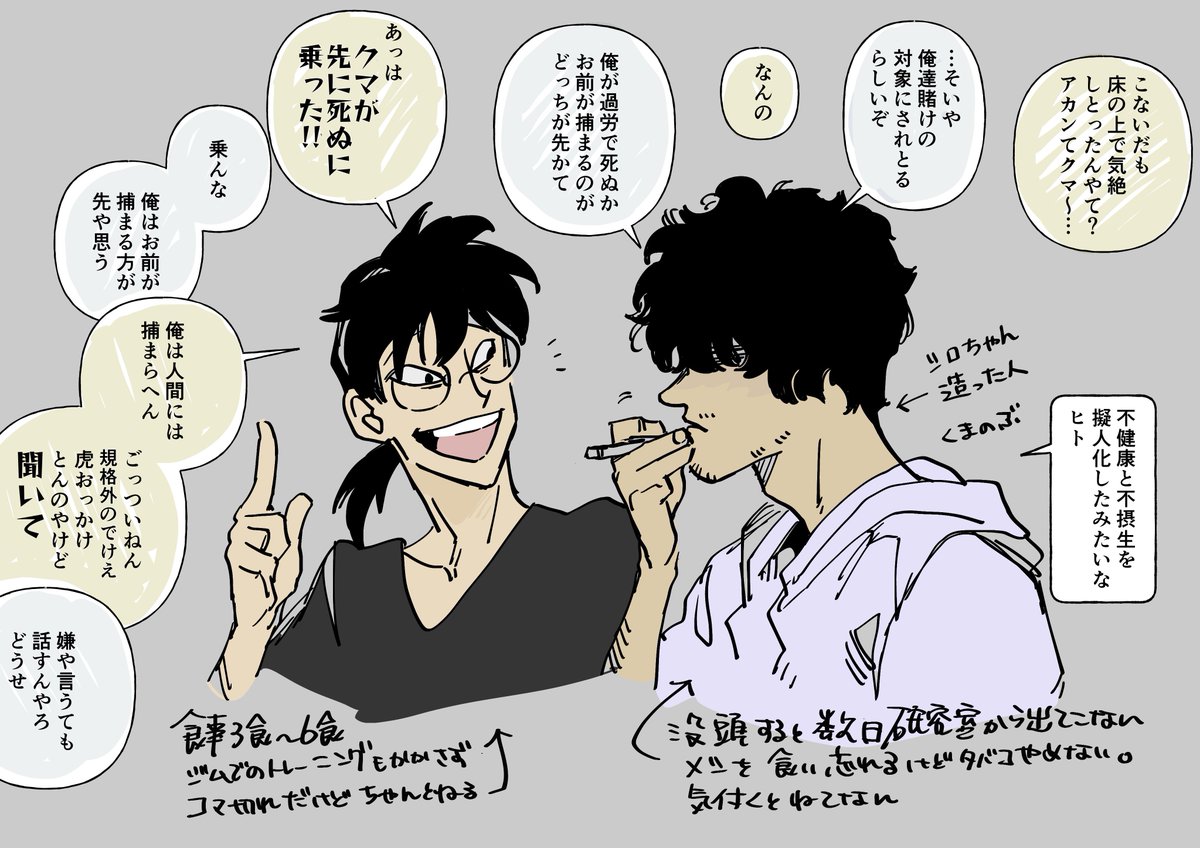 こないだも
床の上で気絶
しとったんやて?
アカンてクマ〜…
…そいや
俺達賭けの
対象にされとる
らしいぞ
なんの
俺が過労で死ぬか
お前が捕まるのが
どっちが先かて
あっは
クマが
先に死ぬに
乗った!!
乗んな
俺はお前が
捕まる方が
先や思う
俺は人間には
捕まらへん
ごっついねん
規格外のでけえ
虎おっかけ
とんのやけど
聞いて
嫌や言うても
話すんやろ
どうせ
シロちゃん
造った人
くまのぶ
不健康と不摂生を
擬人化したみたいな
ヒト
食事3食〜6食
ジムでのトレーニングもかかさず
コマ切れだけど ちゃんとねる
没頭すると数日研究室から出てこない
メシを食い忘れるけどタバコやめない。
気付くとねてない